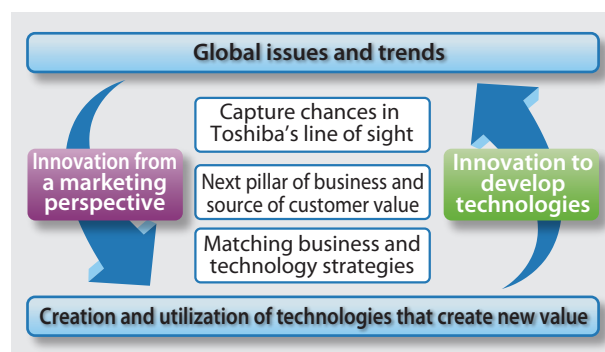 Global issues and trends
Capture chances in
Toshiba's line of sight
Innovation from
a marketing
perspective
Next pillar of business and
source of customer value
Innovation to
develop
technologies
Matching business and
technology strategies
Creation and utilization of technologies that create new value